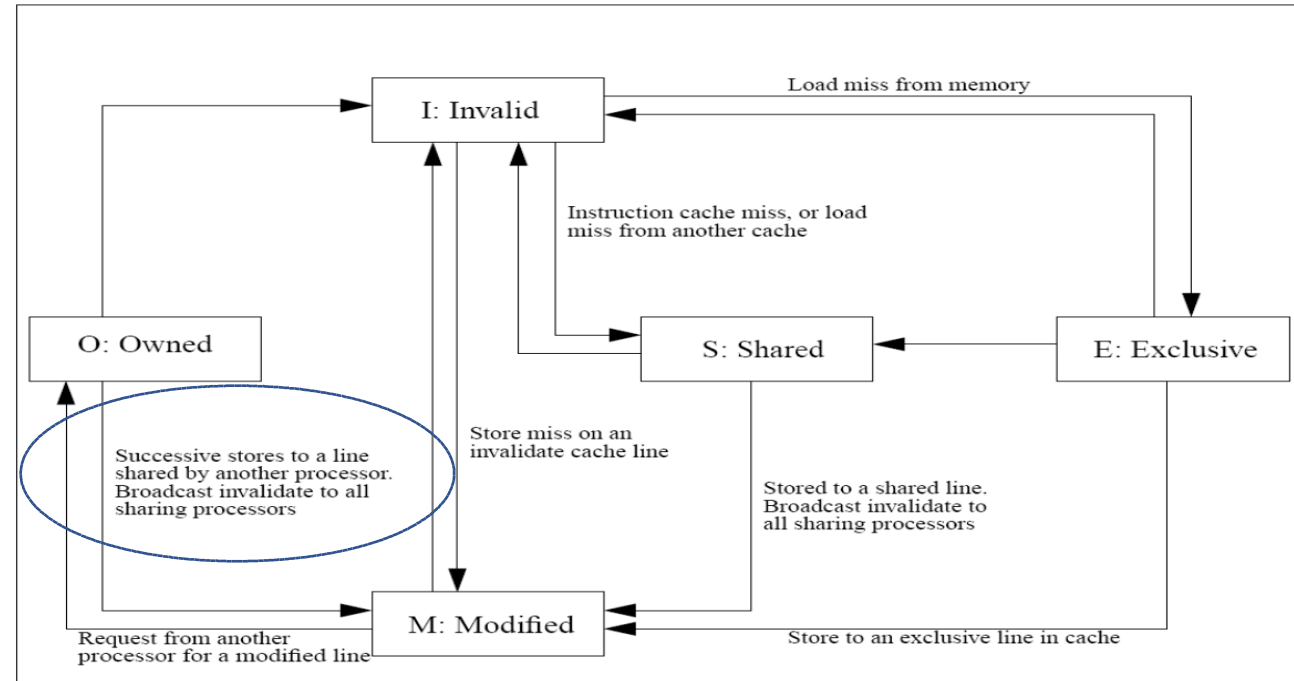 Load miss from memory
I: Invalid
Instruction cache miss, or load
miss from another cache
O: Owned
S: Shared
E: Exclusive
Successive stores to a line
shared by another processor.
Broadcast invalidate to all
sharing processors
Store miss on an
invalidate cache line
Stored to a shared line.
Broadcast invalidate to
all sharing processors
M: Modified
Request from another
processor for a modified line
Store to an exclusive line in cache